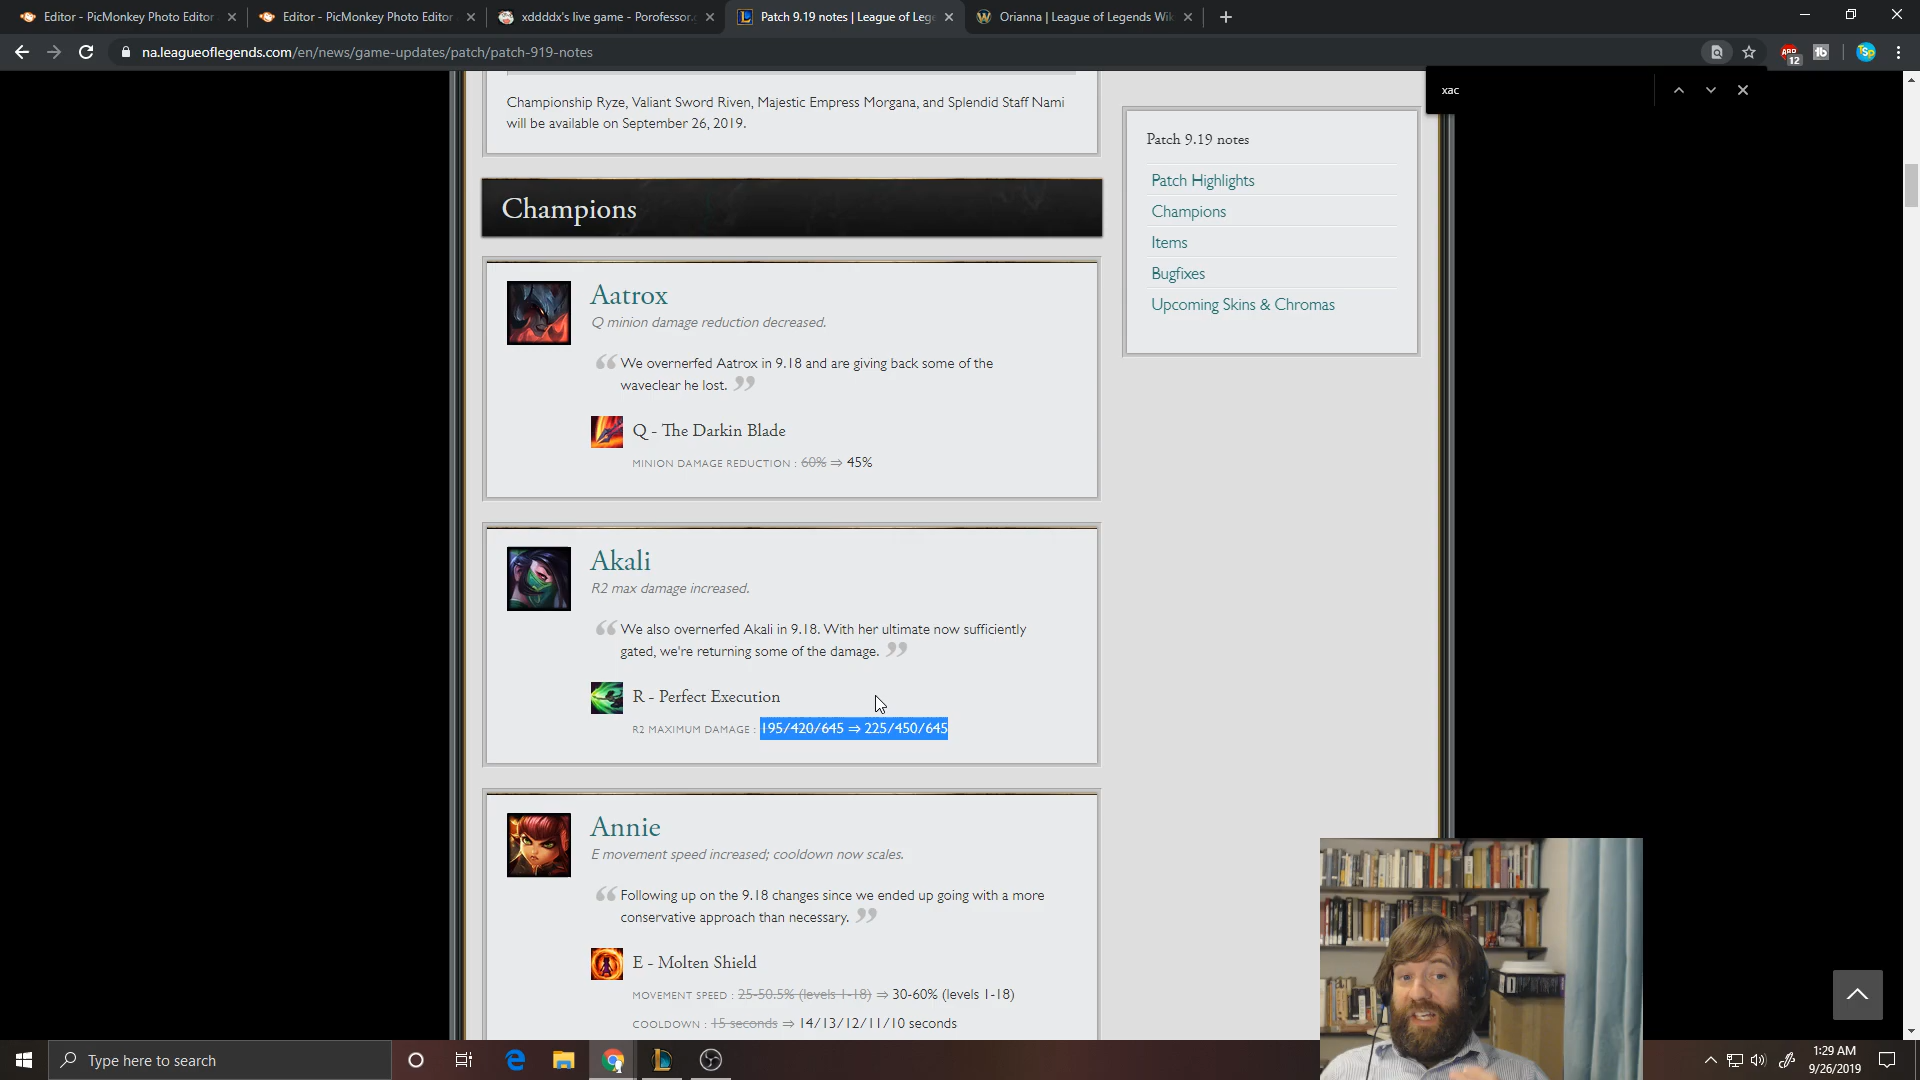 Editor - PicMonkey Photo Editor
Editor - PicMonkey Photo Editor
xddddx's live game - Porofessor.g
Patch 9.19 notes | League of Leg
Orianna | League of Legends Wik
na.leagueoflegends.com/en/news/game-updates/patch/patch-919-notes
ABP
12
tb
TSp
xac
Championship Ryze, Valiant Sword Riven, Majestic Empress Morgana, and Splendid Staff Nami
will be available on September 26, 2019.
Patch 9.19 notes
Patch Highlights
Champions
Items
Bugfixes
Upcoming Skins & Chromas
Champions
Aatrox
Q minion damage reduction decreased.
“ We overnerfed Aatrox in 9.18 and are giving back some of the
waveclear he lost. ”
Q - The Darkin Blade
MINION DAMAGE REDUCTION : 60% ⇒ 45%
Akali
R2 max damage increased.
“ We also overnerfed Akali in 9.18. With her ultimate now sufficiently
gated, we're returning some of the damage. ”
R - Perfect Execution
R2 MAXIMUM DAMAGE : 195/420/645 ⇒ 225/450/645
Annie
E movement speed increased; cooldown now scales.
“ Following up on the 9.18 changes since we ended up going with a more
conservative approach than necessary. ”
E - Molten Shield
MOVEMENT SPEED : 25-50.5% (levels 1-18) ⇒ 30-60% (levels 1-18)
COOLDOWN : 15 seconds ⇒ 14/13/12/11/10 seconds
Type here to search
1:29 AM
9/26/2019